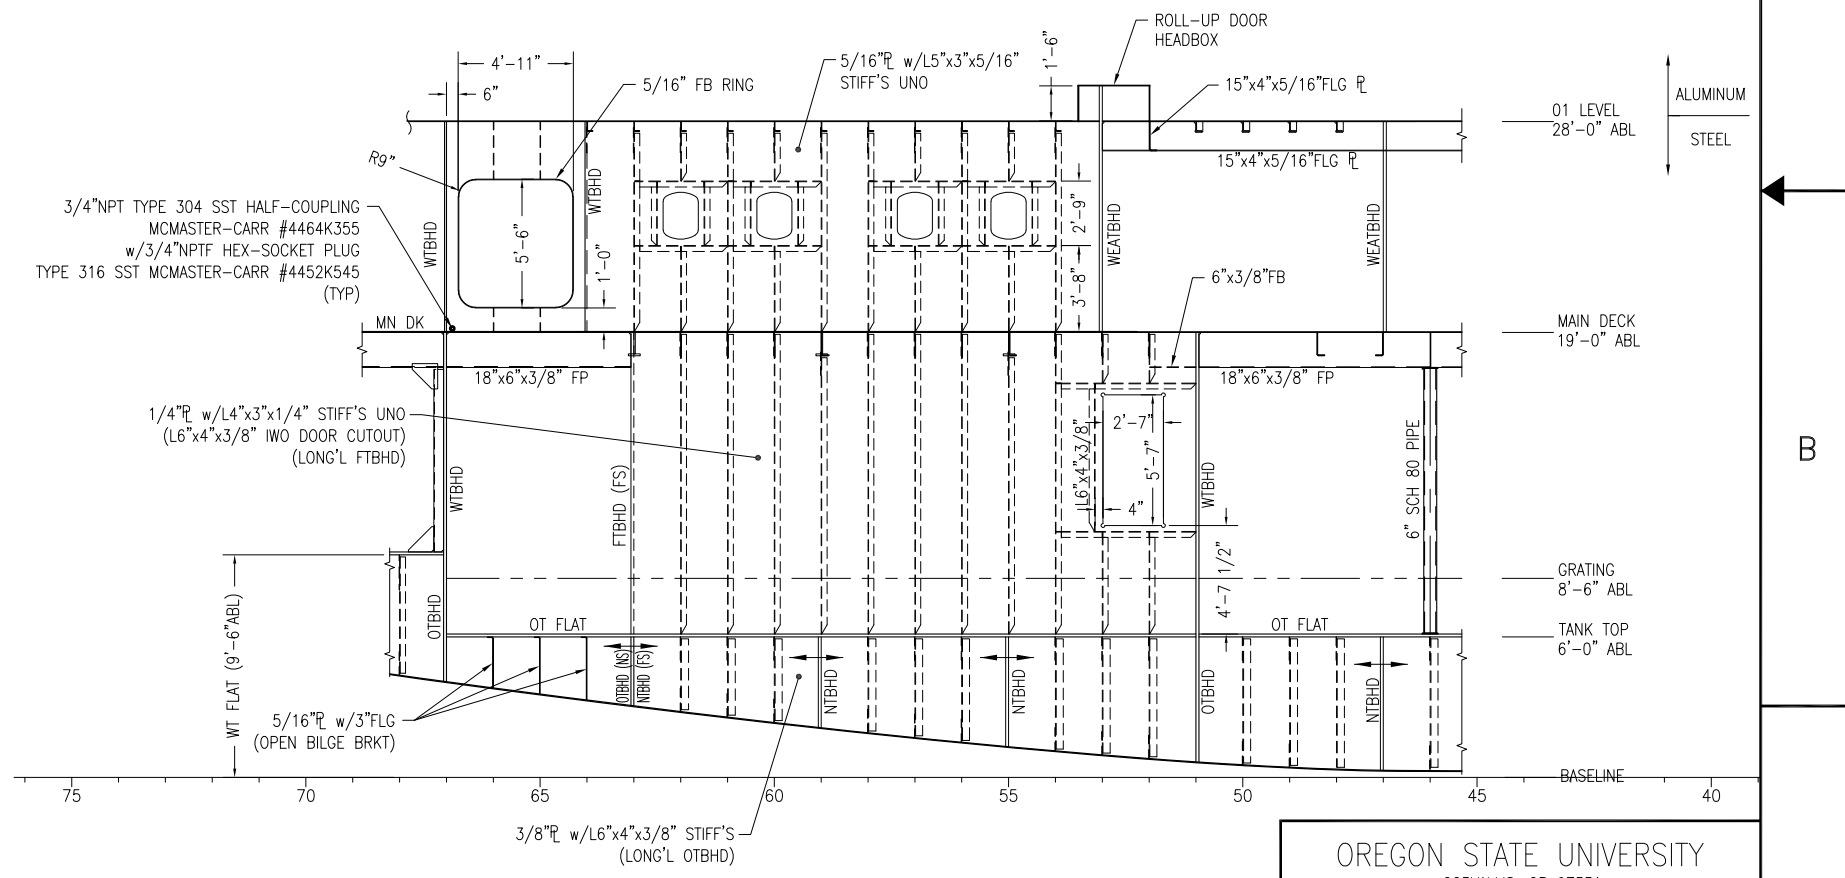 ROLL-UP DOOR
HEADBOX
1'-6"
5/16"℄ w/L5"x3"x5/16"
STIFF'S UNO
4'-11"
6"
5/16" FB RING
15"x4"x5/16"FLG ℄
ALUMINUM
STEEL
01 LEVEL
28'-0" ABL
15"x4"x5/16"FLG ℄
R9"
WTBHD
WTBHD
5'-6"
1'-0"
2'-9"
3'-8"
WEATBHD
WEATBHD
3/4"NPT TYPE 304 SST HALF-COUPLING
MCMASTER-CARR #4464K355
w/3/4"NPTF HEX-SOCKET PLUG
TYPE 316 SST MCMASTER-CARR #4452K545
(TYP)
6"x3/8"FB
MN DK
MAIN DECK
19'-0" ABL
18"x6"x3/8" FP
18"x6"x3/8" FP
1/4"℄ w/L4"x3"x1/4" STIFF'S UNO
(L6"x4"x3/8" IWO DOOR CUTOUT)
(LONG'L FTBHD)
WTBHD
FTBHD (FS)
L6"x4"x3/8"
2'-7"
5'-7"
4"
WTBHD
6" SCH 80 PIPE
B
4'-7 1/2"
GRATING
8'-6" ABL
WT FLAT (9'-6"ABL)
OTBHD
OT FLAT
OT FLAT
TANK TOP
6'-0" ABL
OTBHD (NS)
NTBHD (FS)
NTBHD
NTBHD
OTBHD
NTBHD
5/16"℄ w/3"FLG
(OPEN BILGE BRKT)
BASELINE
75 70 65 60 55 50 45 40
3/8"℄ w/L6"x4"x3/8" STIFF'S
(LONG'L OTBHD)
OREGON STATE UNIVERSITY